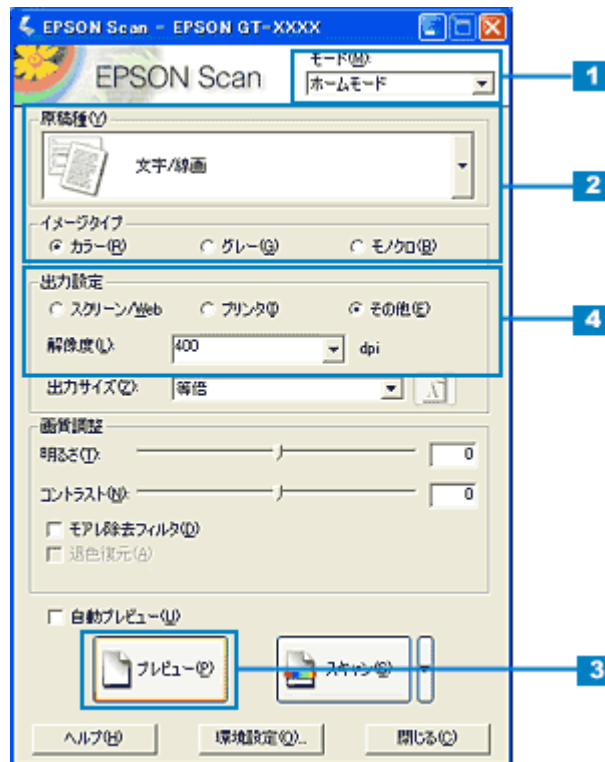 EPSON Scan - EPSON GT-XXXX
EPSON Scan
モード(M):
ホームモード
1
原稿種(Y)
文字/線画
2
イメージタイプ
カラー(R) グレー(G) モノクロ(B)
出力設定
スクリーン/Web プリンタ(I) その他(E)
4
解像度(L): 400 dpi
出力サイズ(Z): 等倍
画質調整
明るさ(T): 0
コントラスト(N): 0
モアレ除去フィルタ(D)
退色復元(A)
自動プレビュー(U)
プレビュー(P) スキャン(S)
3
ヘルプ(H) 環境設定(O)... 閉じる(C)